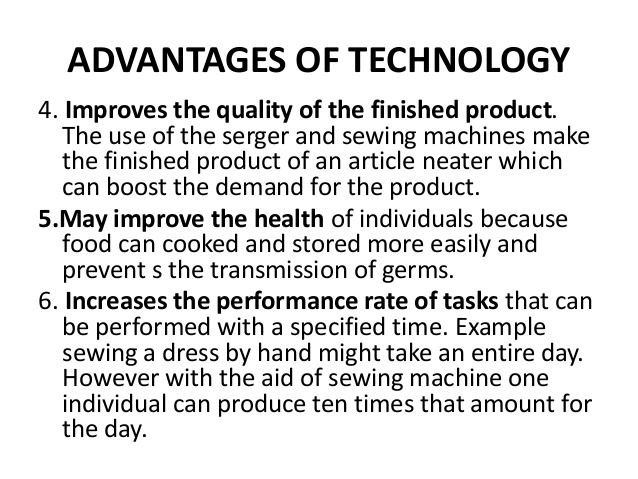 ADVANTAGES OF TECHNOLOGY
4. Improves the quality of the finished product.
The use of the serger and sewing machines make
the finished product of an article neater which
can boost the demand for the product.
5.May improve the health of individuals because
food can cooked and stored more easily and
prevent s the transmission of germs.
6. Increases the performance rate of tasks that can
be performed with a specified time. Example
sewing a dress by hand might take an entire day.
However with the aid of sewing machine one
individual can produce ten times that amount for
the day.